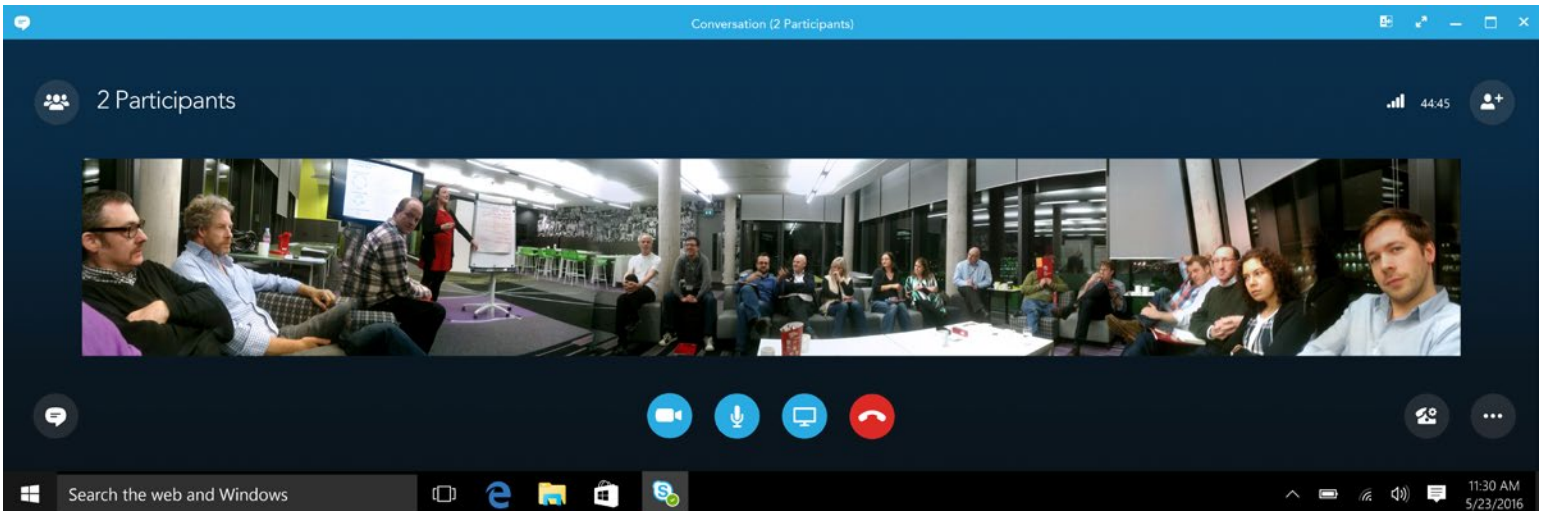 Conversation (2 Participants)
2 Participants
44:45
Search the web and Windows
11:30 AM
5/23/2016